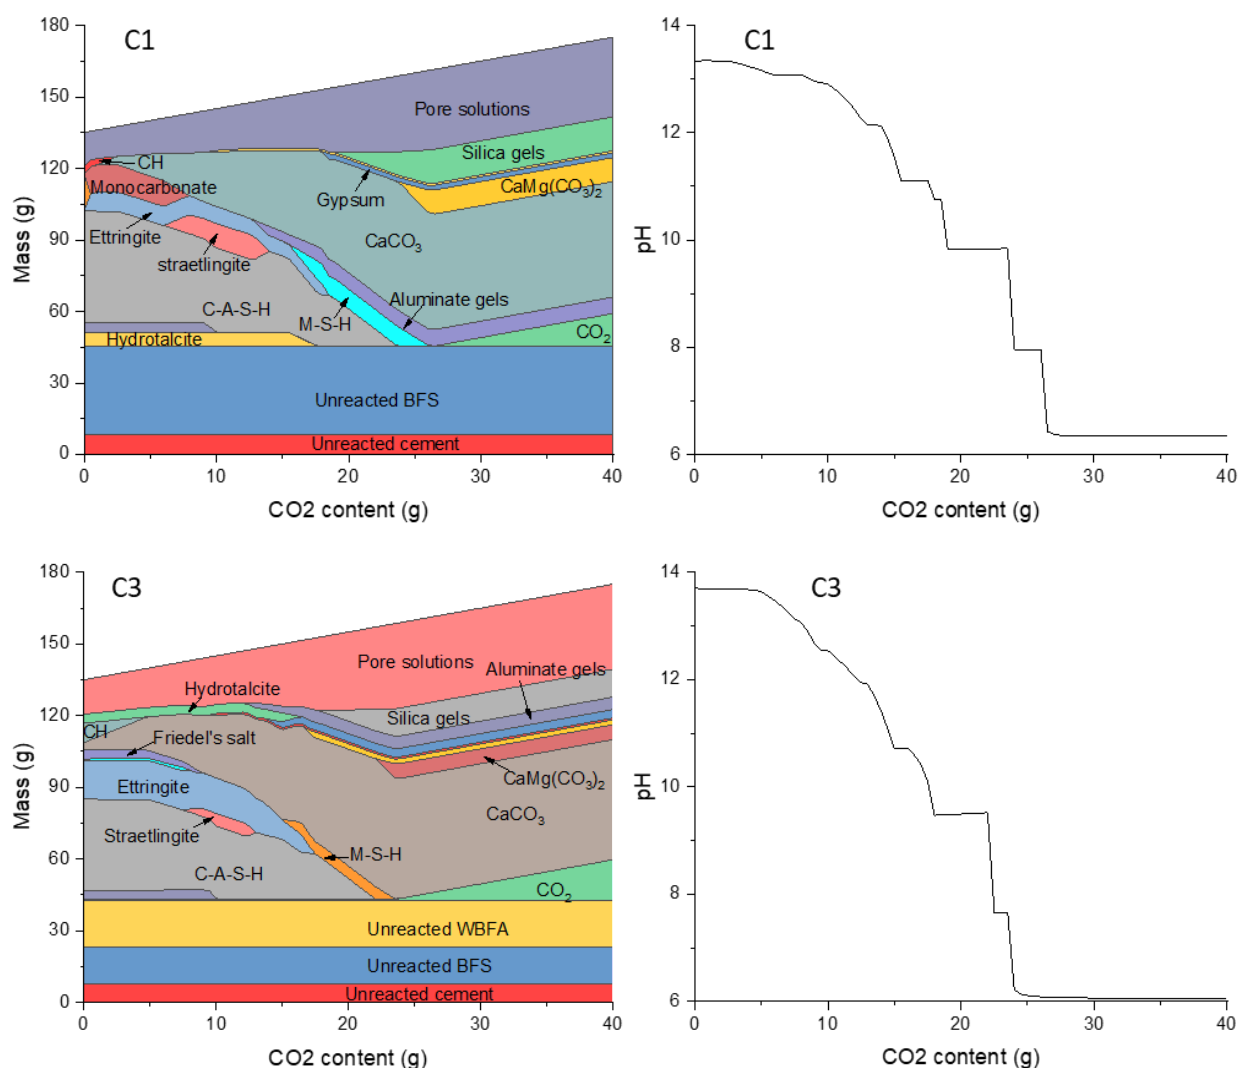 C1
180
150
120
90
60
30
0
Mass (g)
Pore solutions
Silica gels
CH
Monocarbonate
CaMg(CO₃)₂
Gypsum
Ettringite
CaCO₃
straetlingite
Aluminate gels
C-A-S-H
M-S-H
CO₂
Hydrotalcite
Unreacted BFS
Unreacted cement
0 10 20 30 40
CO2 content (g)
C1
14
12
10
8
6
pH
0 10 20 30 40
CO2 content (g)
C3
180
150
120
90
60
30
0
Mass (g)
Pore solutions
Aluminate gels
Hydrotalcite
Silica gels
CH
Friedel's salt
CaMg(CO₃)₂
Ettringite
CaCO₃
Straetlingite
M-S-H
C-A-S-H
CO₂
Unreacted WBFA
Unreacted BFS
Unreacted cement
0 10 20 30 40
CO2 content (g)
C3
14
12
10
8
6
pH
0 10 20 30 40
CO2 content (g)